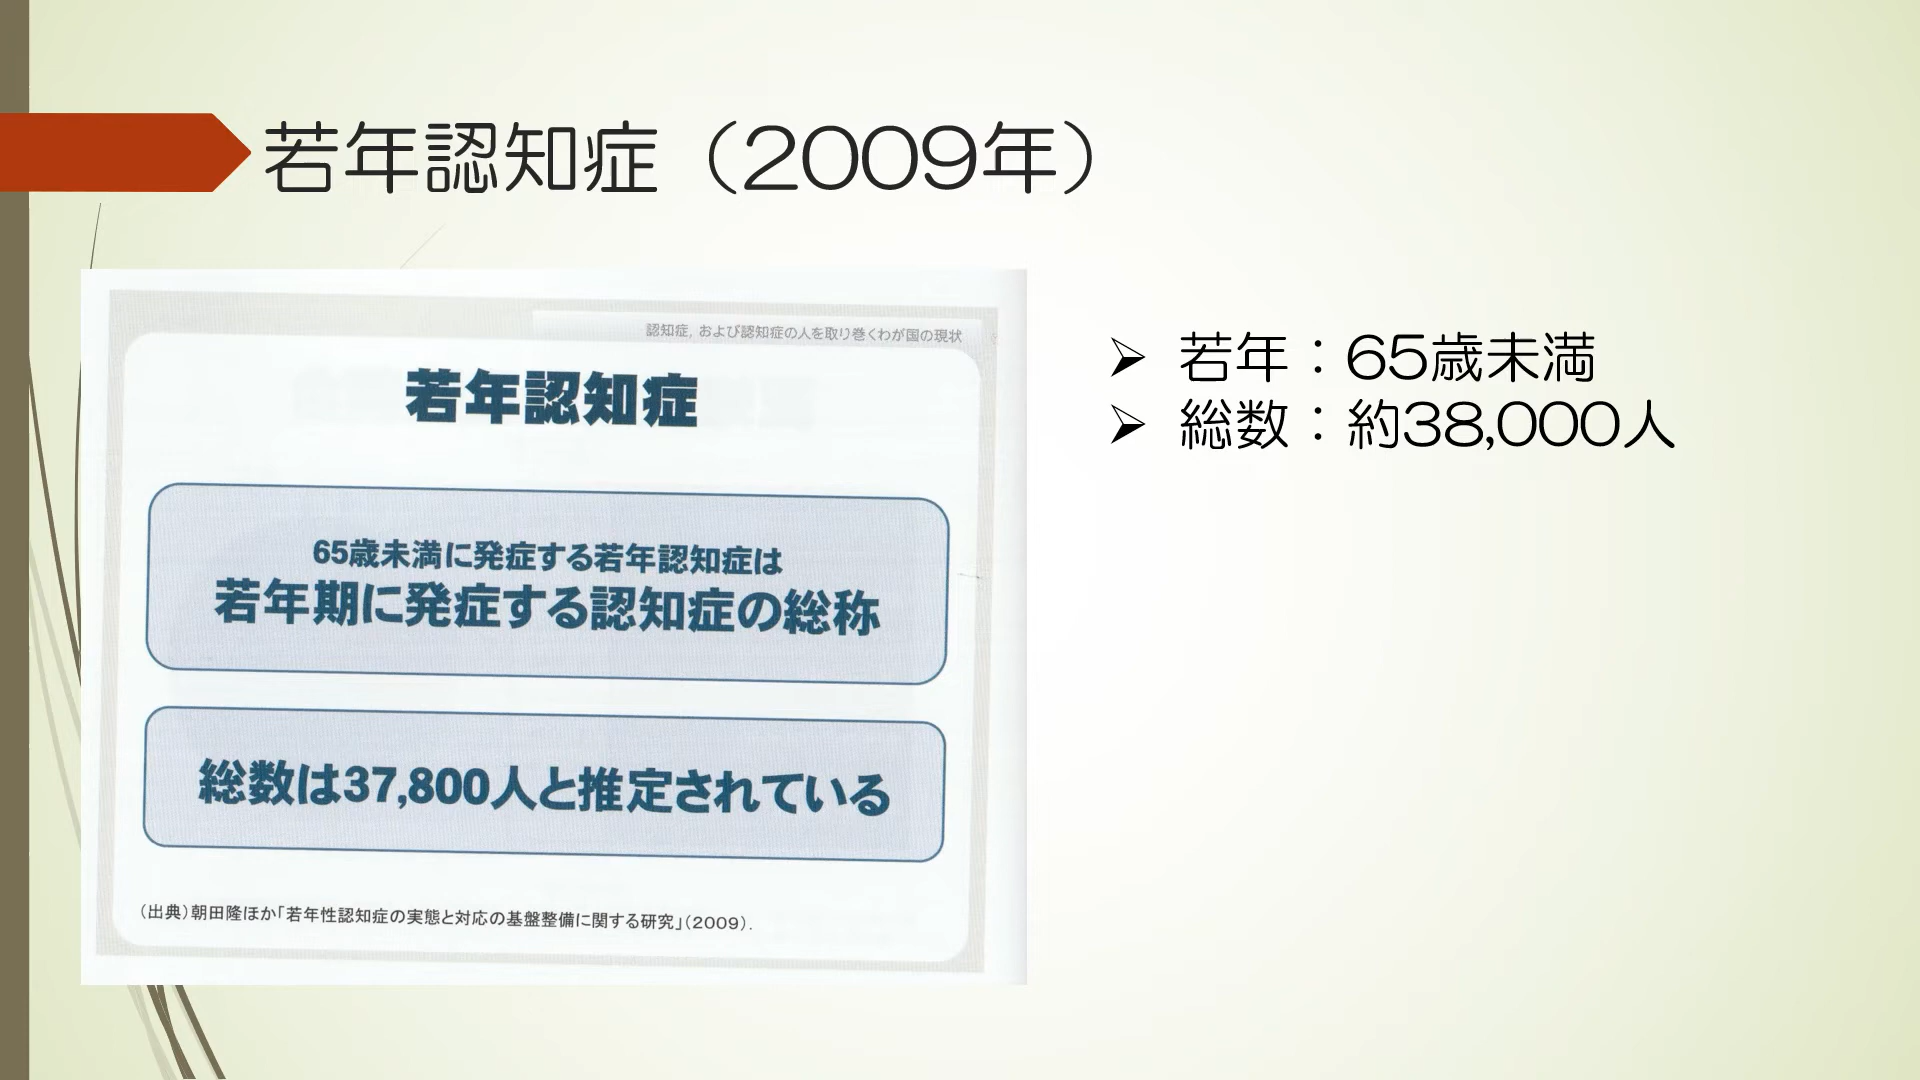 若年認知症（2009年）
認知症，および認知症の人を取り巻くわが国の現状
若年認知症
65歳未満に発症する若年認知症は
若年期に発症する認知症の総称
総数は37,800人と推定されている
（出典）朝田隆ほか「若年性認知症の実態と対応の基盤整備に関する研究」（2009）．
➢ 若年：65歳未満
➢ 総数：約38,000人